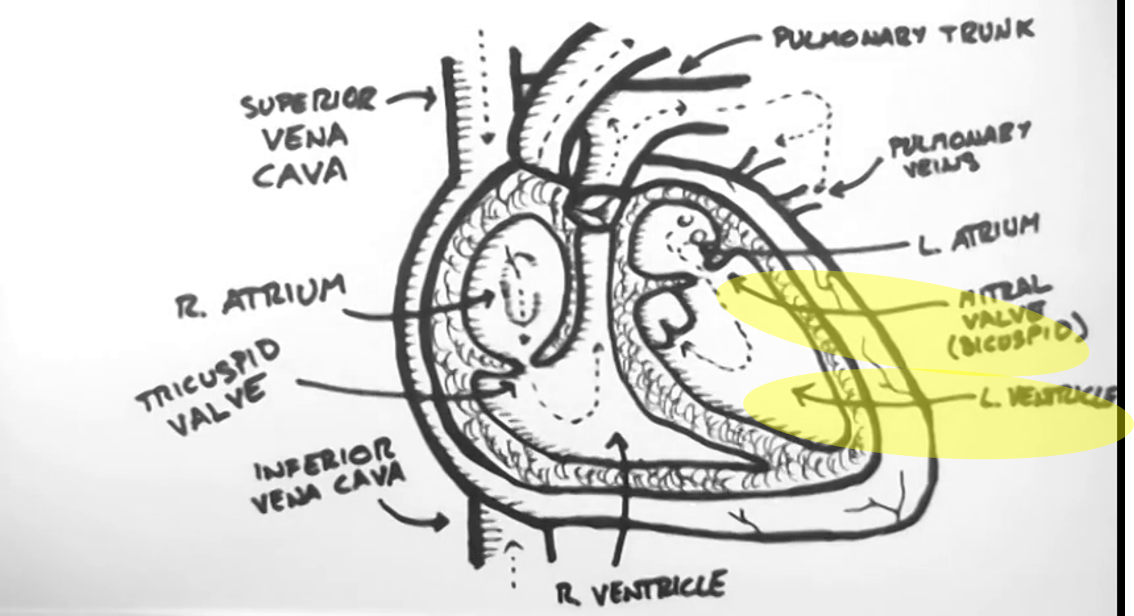 PULMONARY TRUNK
SUPERIOR
VENA
CAVA
PULMONARY
VEINS
L. ATRIUM
R. ATRIUM
MITRAL
VALVE
(BICUSPID)
TRICUSPID
VALVE
L. VENTRICLE
INFERIOR
VENA CAVA
R. VENTRICLE